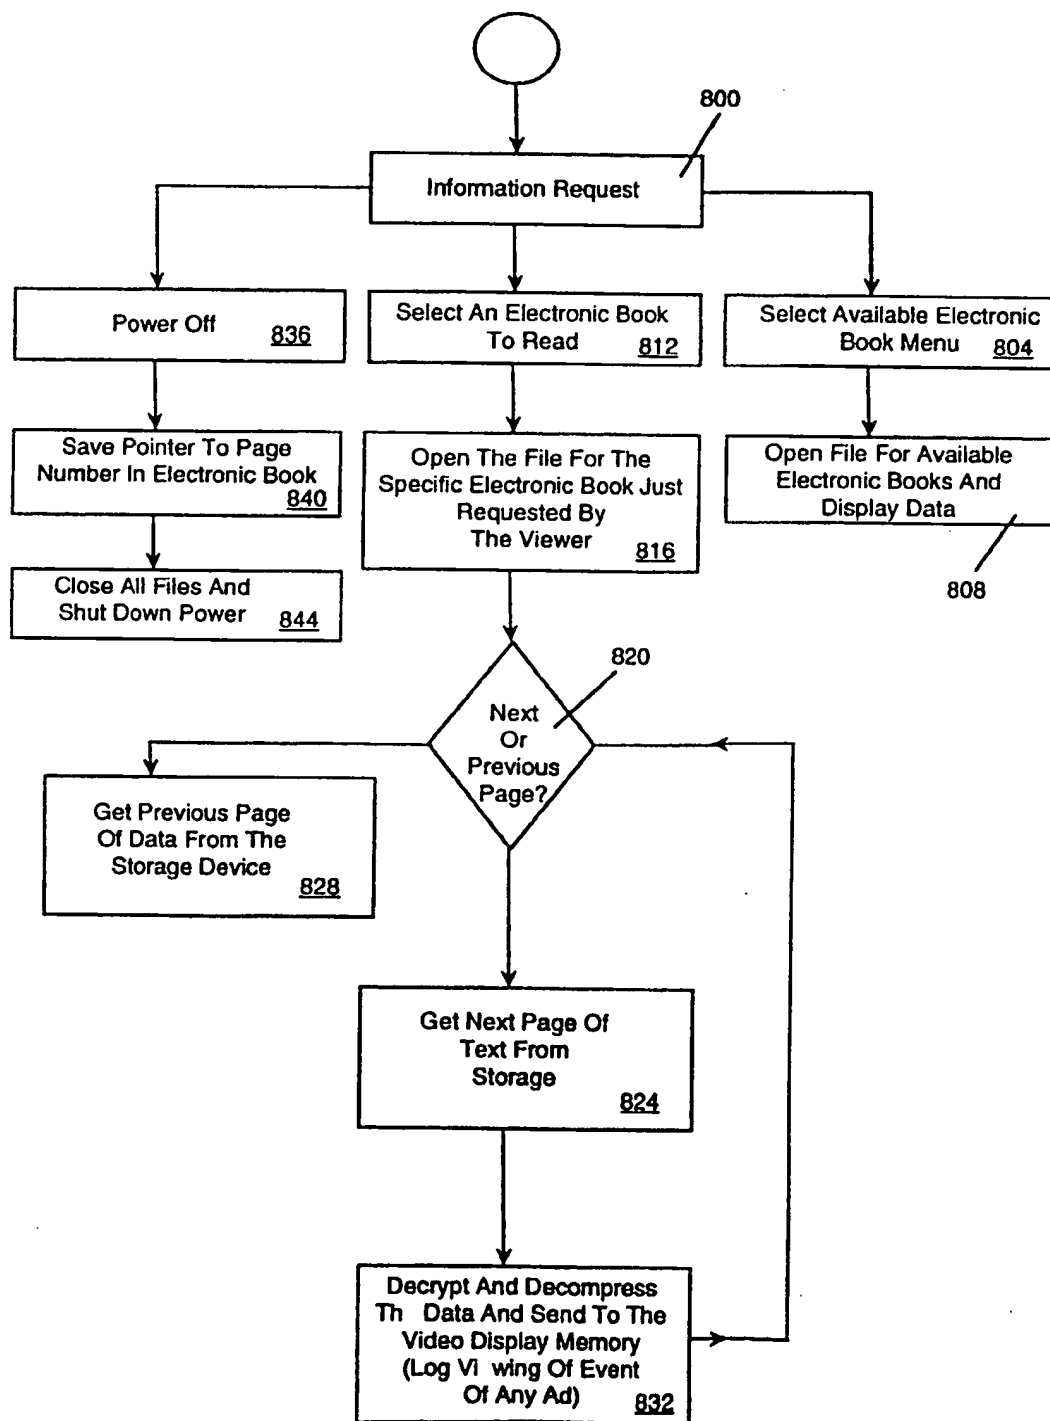 800
Information Request
Power Off
836
Select An Electronic Book
To Read
812
Select Available Electronic
Book Menu
804
Save Pointer To Page
Number In Electronic Book
840
Open The File For The
Specific Electronic Book Just
Requested By
The Viewer
816
Open File For Available
Electronic Books And
Display Data
808
Close All Files And
Shut Down Power
844
820
Next
Or
Previous
Page?
Get Previous Page
Of Data From The
Storage Device
828
Get Next Page Of
Text From
Storage
824
Decrypt And Decompress
Th Data And Send To The
Video Display Memory
(Log Vi wing Of Event
Of Any Ad)
832